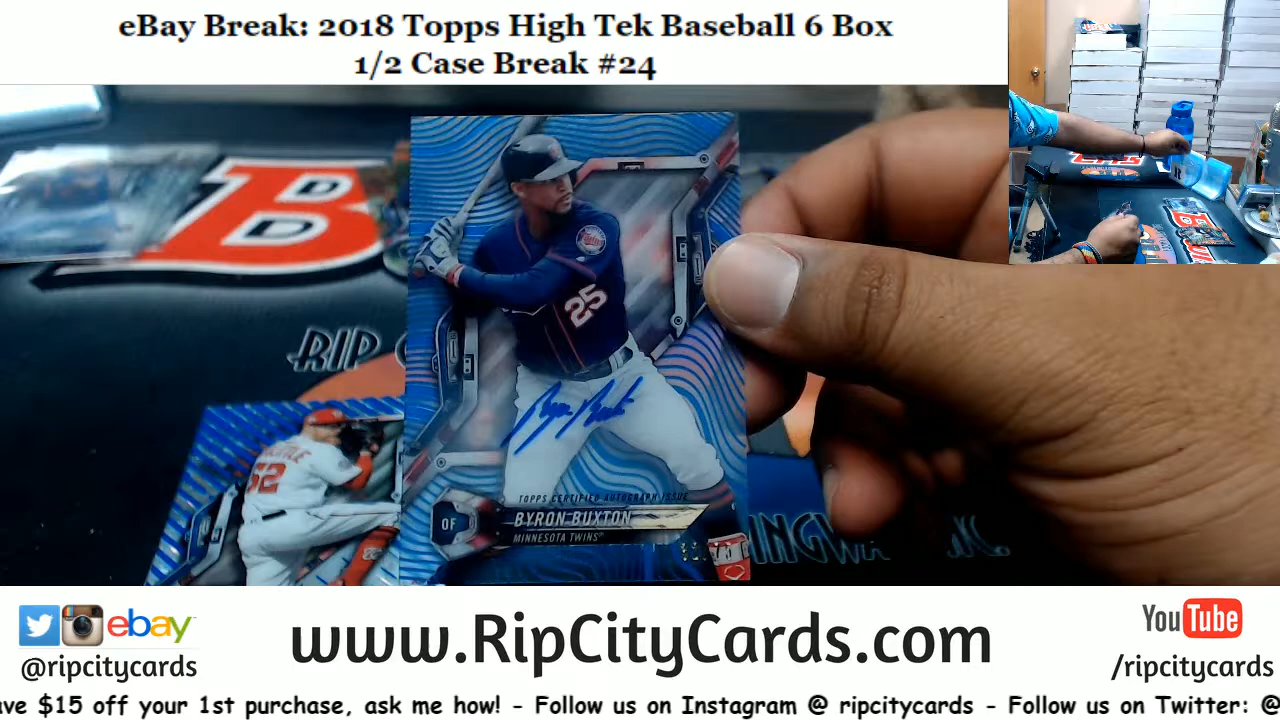 eBay Break: 2018 Topps High Tek Baseball 6 Box
1/2 Case Break #24
B
RIP
25
52
TOPPS CERTIFIED AUTOGRAPH ISSUE
OF
BYRON BUXTON
MINNESOTA TWINS
ebay
@ripcitycards
www.RipCityCards.com
YouTube
/ripcitycards
ave $15 off your 1st purchase, ask me how! - Follow us on Instagram @ ripcitycards - Follow us on Twitter: @